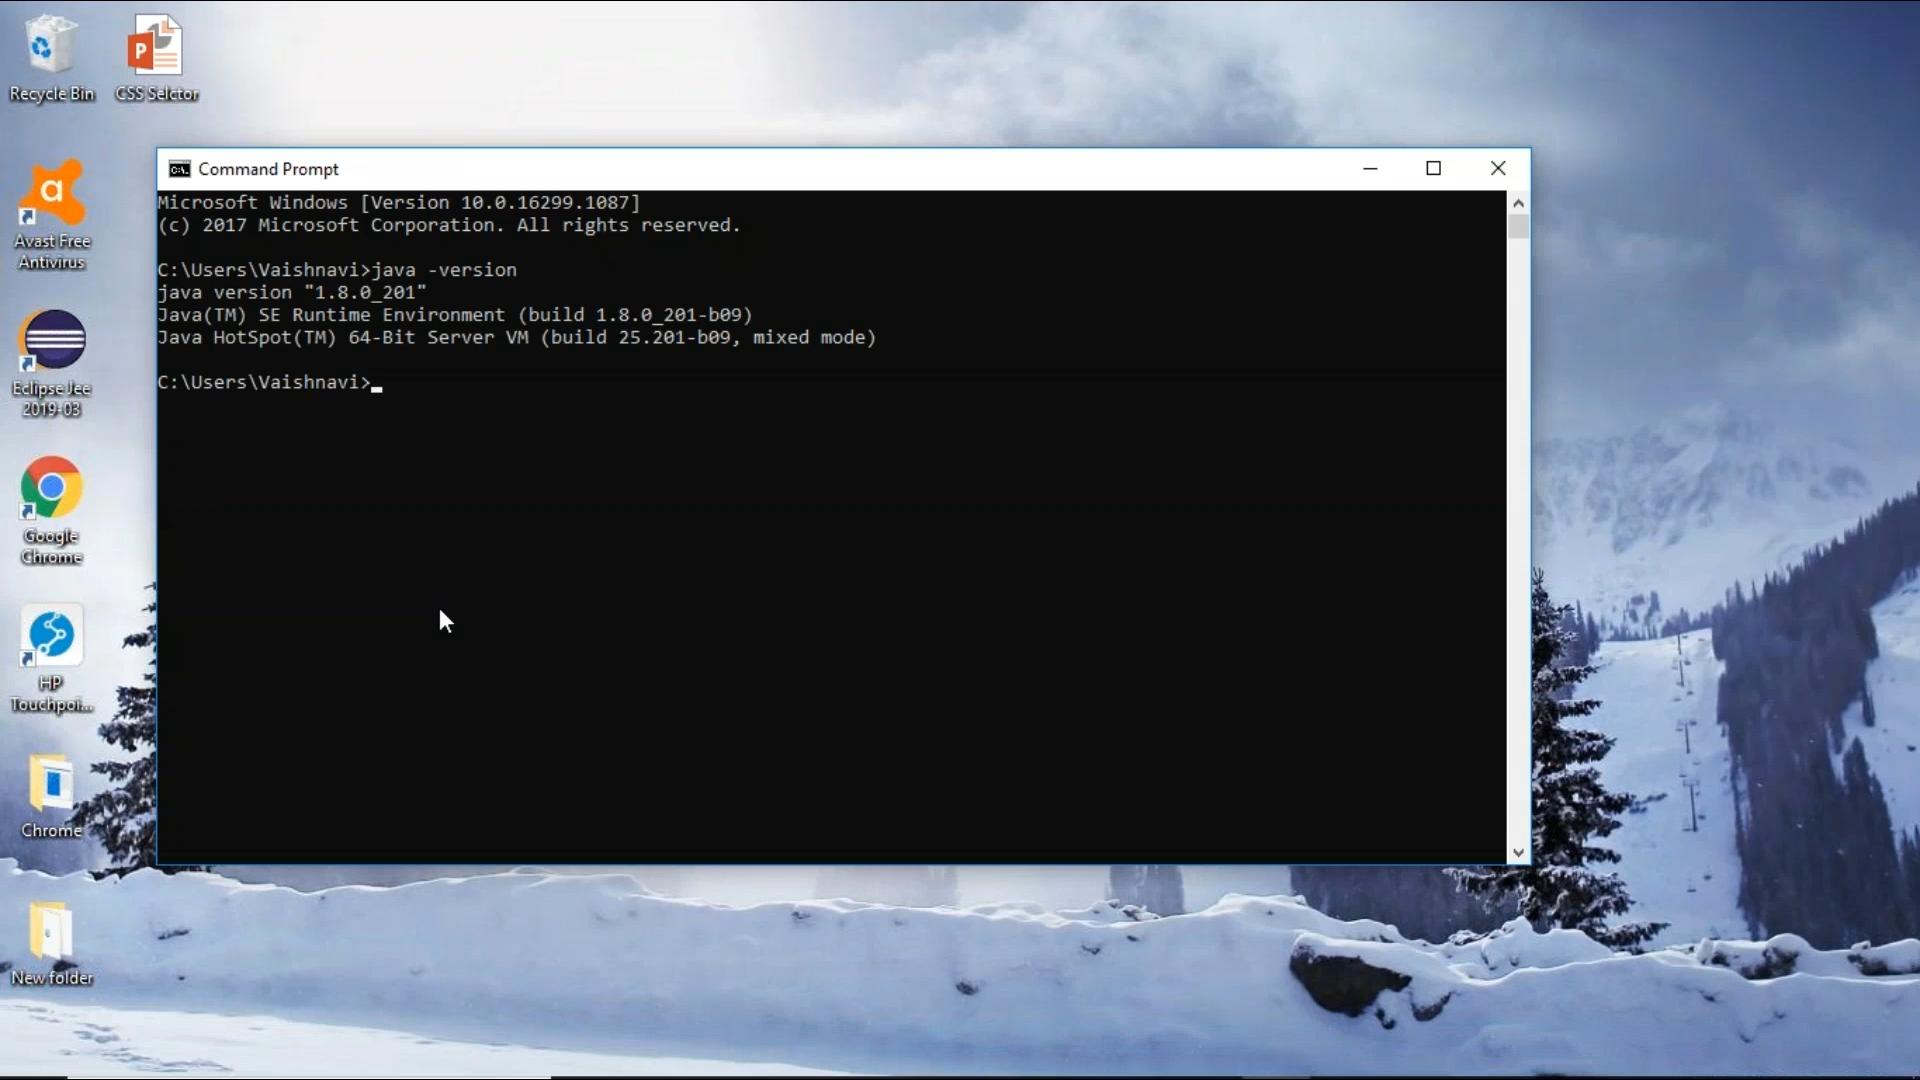 Recycle Bin
CSS Selctor
Avast Free
Antivirus
Eclipse Jee
2019-03
Google
Chrome
HP
Touchpoi...
Chrome
New folder
Command Prompt
Microsoft Windows [Version 10.0.16299.1087]
(c) 2017 Microsoft Corporation. All rights reserved.
C:\Users\Vaishnavi>java -version
java version "1.8.0_201"
Java(TM) SE Runtime Environment (build 1.8.0_201-b09)
Java HotSpot(TM) 64-Bit Server VM (build 25.201-b09, mixed mode)
C:\Users\Vaishnavi>